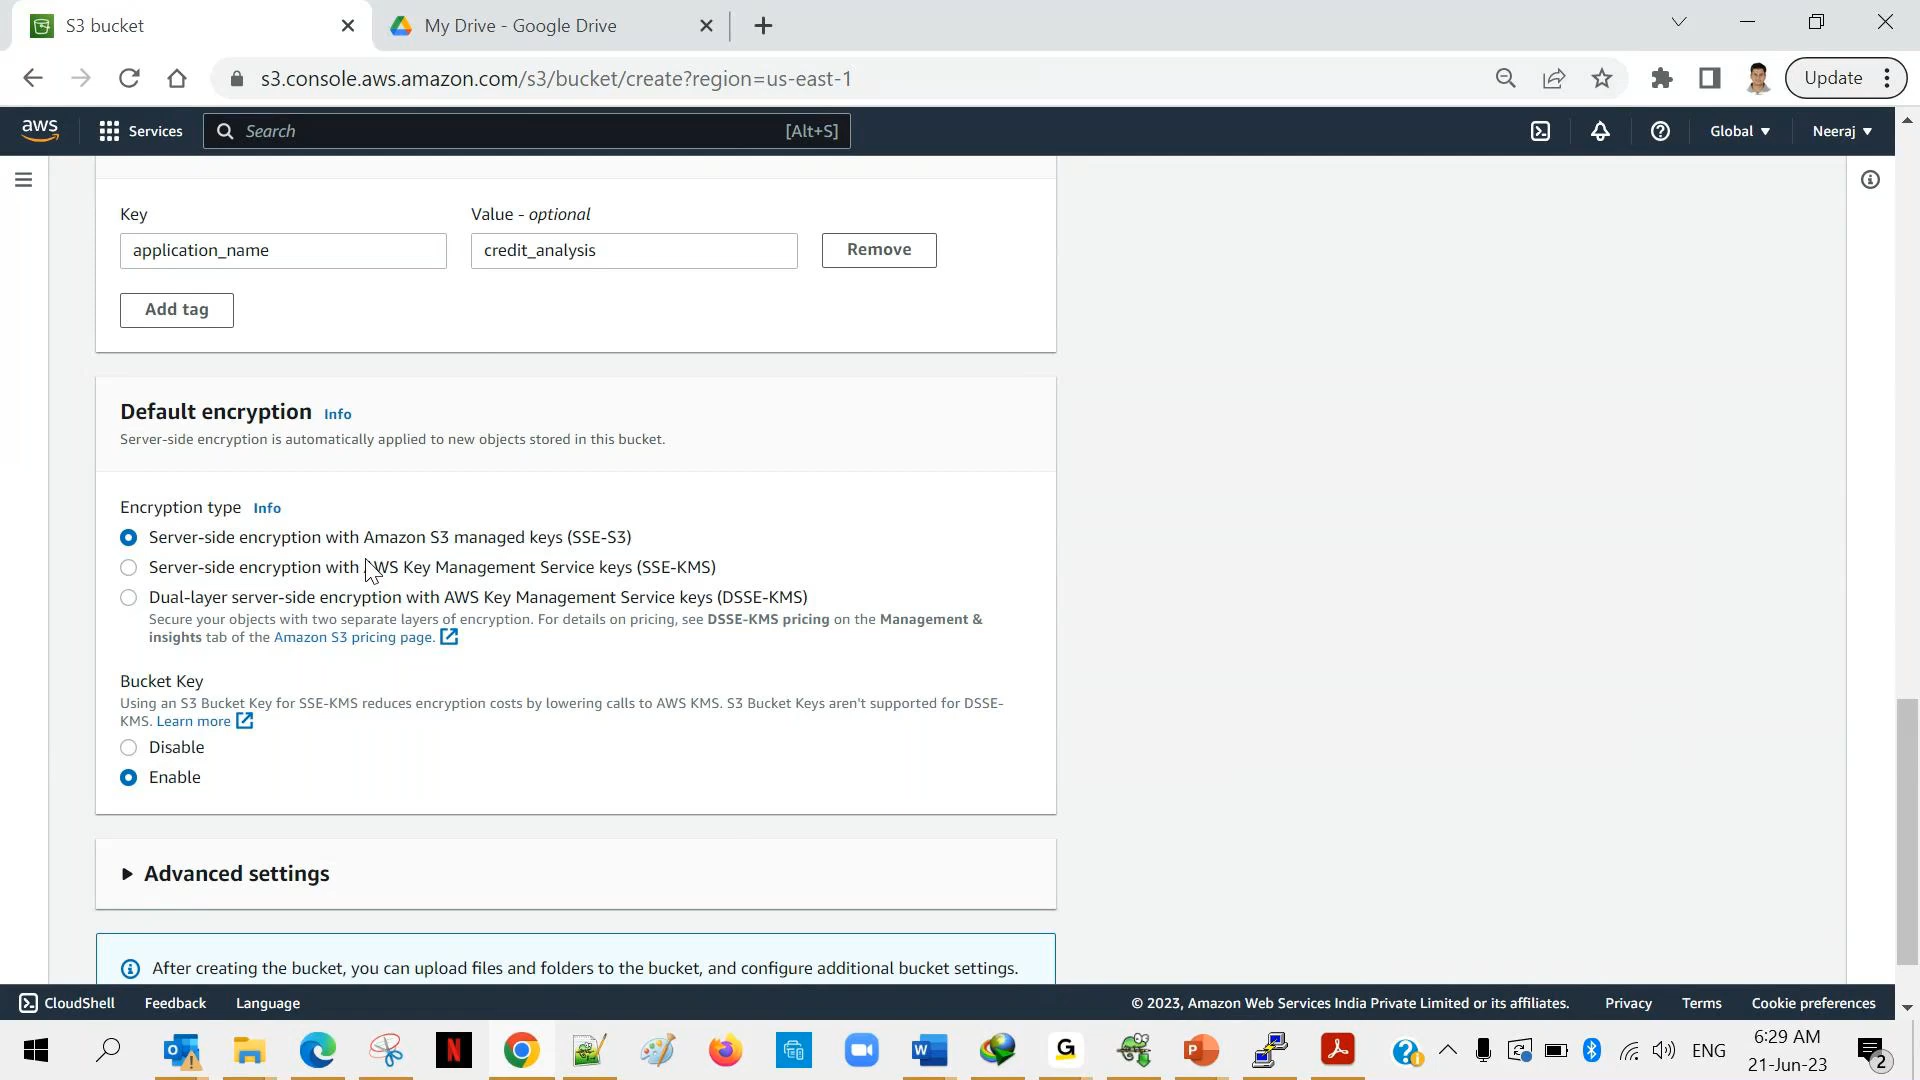 S3 bucket
My Drive - Google Drive
s3.console.aws.amazon.com/s3/bucket/create?region=us-east-1
Update
aws
Services
Search
[Alt+S]
Global
Neeraj
Key
Value - optional
application_name
credit_analysis
Remove
Add tag
Default encryption Info
Server-side encryption is automatically applied to new objects stored in this bucket.
Encryption type Info
Server-side encryption with Amazon S3 managed keys (SSE-S3)
Server-side encryption with AWS Key Management Service keys (SSE-KMS)
Dual-layer server-side encryption with AWS Key Management Service keys (DSSE-KMS)
Secure your objects with two separate layers of encryption. For details on pricing, see DSSE-KMS pricing on the Management &
insights tab of the Amazon S3 pricing page.
Bucket Key
Using an S3 Bucket Key for SSE-KMS reduces encryption costs by lowering calls to AWS KMS. S3 Bucket Keys aren't supported for DSSE-
KMS. Learn more
Disable
Enable
Advanced settings
After creating the bucket, you can upload files and folders to the bucket, and configure additional bucket settings.
CloudShell
Feedback
Language
© 2023, Amazon Web Services India Private Limited or its affiliates.
Privacy
Terms
Cookie preferences
ENG
6:29 AM
21-Jun-23
2